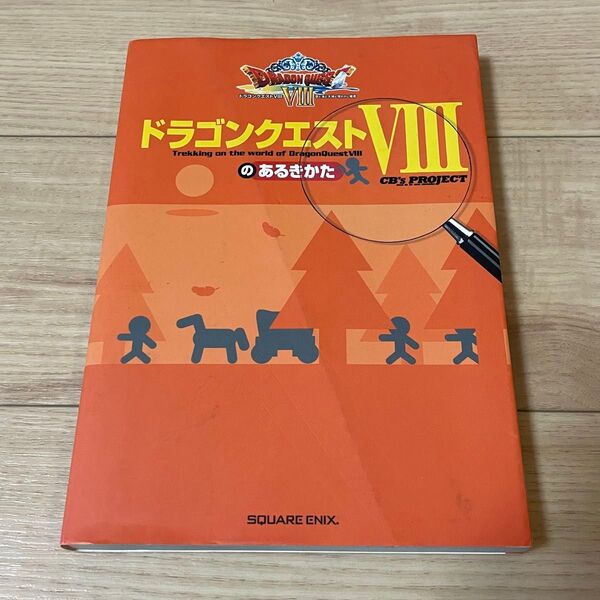 DRAGON QUEST
VIII
ドラゴンクエストVIII
Trekking on the world of DragonQuestVIII
のあるきかた
CB's PROJECT
SQUARE ENIX.